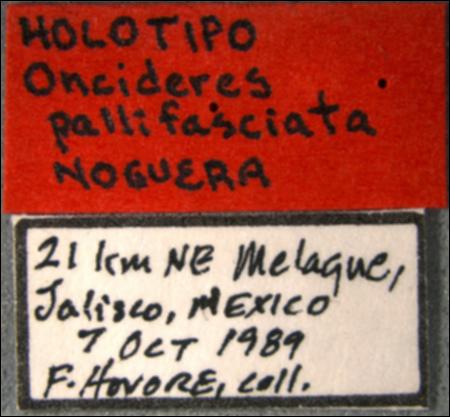 HOLOTIPO
Oncideres
pallifasciata
NOGUERA
21 km NE Melaque,
Jalisco, MEXICO
7 OCT 1989
F. HOVORE, coll.